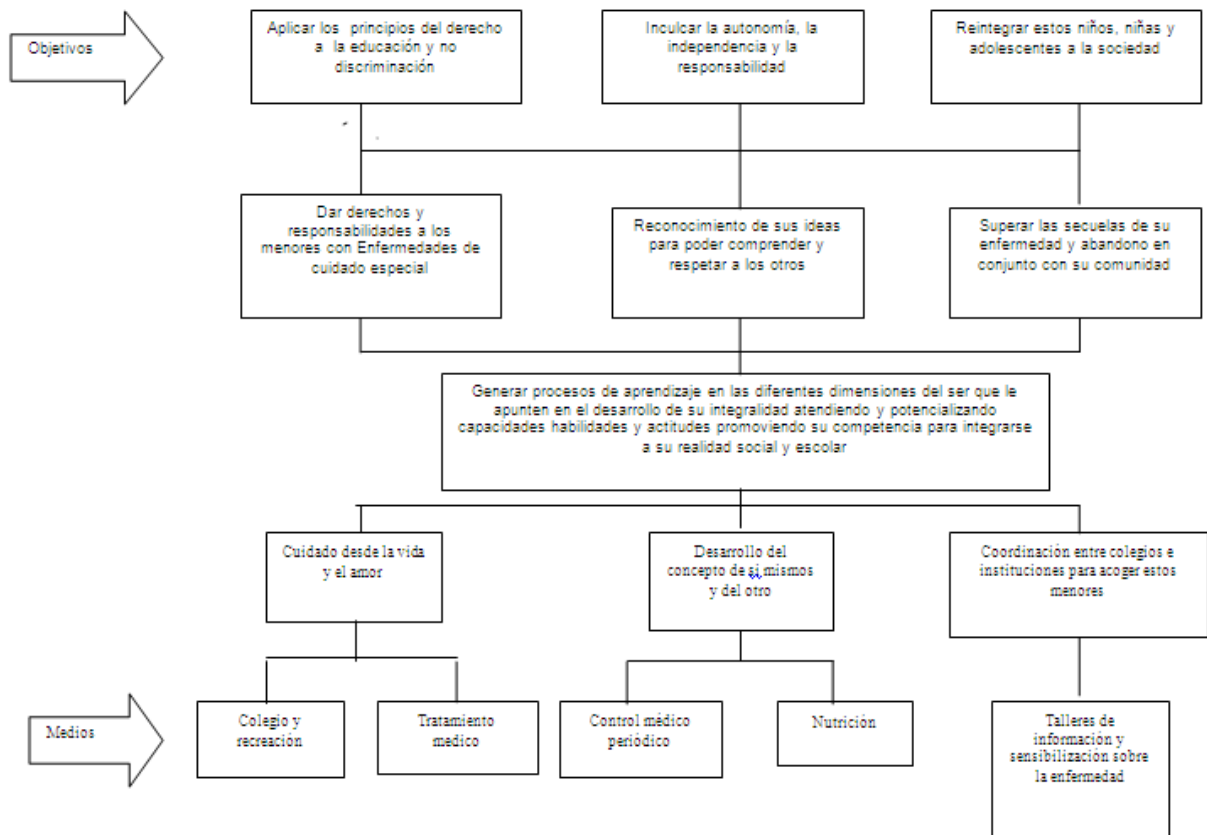 Objetivos
Aplicar los principios del derecho
a la educación y no
discriminación
Inculcar la autonomía, la
independencia y la
responsabilidad
Reintegrar estos niños, niñas y
adolescentes a la sociedad
Dar derechos y
responsabilidades a los
menores con Enfermedades de
cuidado especial
Reconocimiento de sus ideas
para poder comprender y
respetar a los otros
Superar las secuelas de su
enfermedad y abandono en
conjunto con su comunidad
Generar procesos de aprendizaje en las diferentes dimensiones del ser que le
apunten en el desarrollo de su integralidad atendiendo y potencializando
capacidades habilidades y actitudes promoviendo su competencia para integrarse
a su realidad social y escolar
Cuidado desde la vida
y el amor
Desarrollo del
concepto de si mismos
y del otro
Coordinación entre colegios e
instituciones para acoger estos
menores
Medios
Colegio y
recreación
Tratamiento
medico
Control médico
periódico
Nutrición
Talleres de
información y
sensibilización sobre
la enfermedad